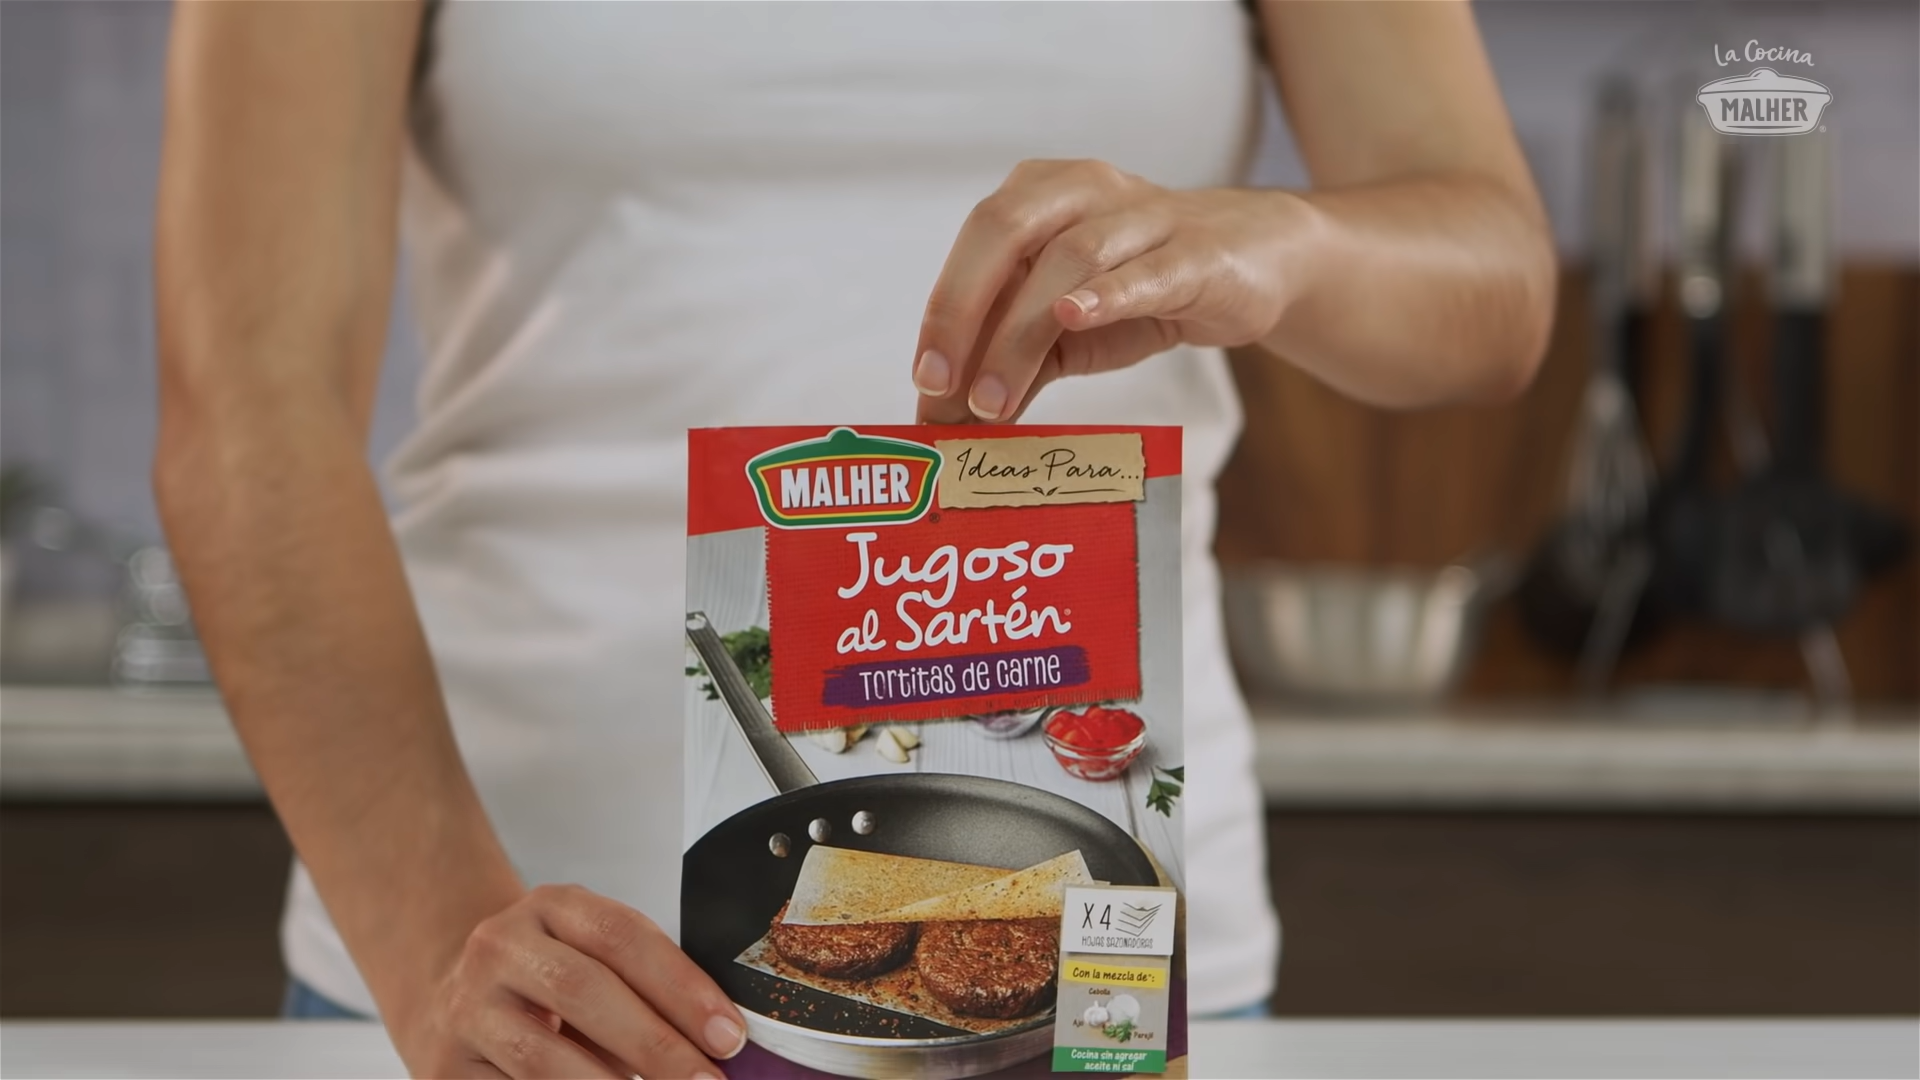 La Cocina
MALHER
MALHER
Ideas Para...
Jugoso
al Sartén
Tortitas de carne
X4
HOJAS SAZONADORAS
Con la mezcla de*:
Cebolla
Ajo
Perejil
Cocina sin agregar
aceite ni sal